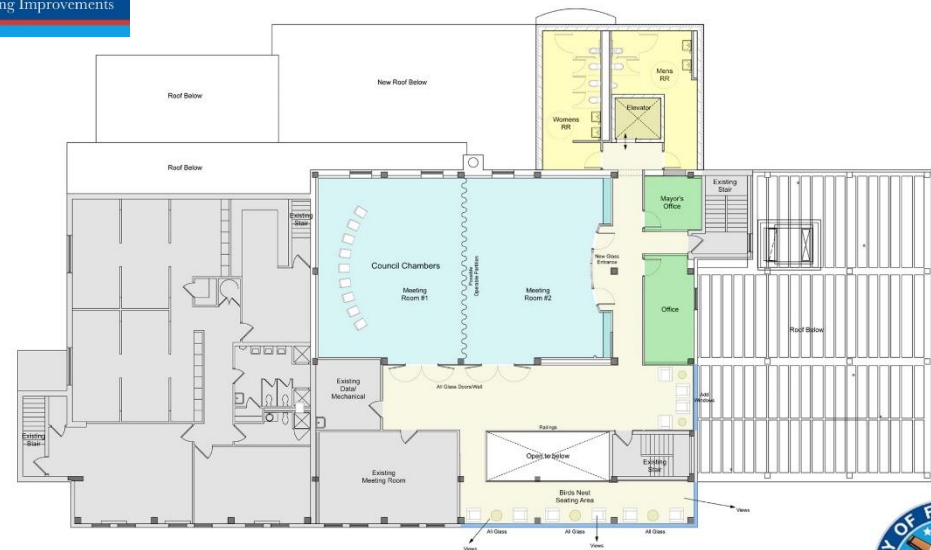 ng Improvements
Roof Below
New Roof Below
Roof Below
Womens
RR
Mens
RR
Elevator
Existing
Stair
Council Chambers
Meeting
Room #1
Possible
Operable Partition
Meeting
Room #2
New Glass
Entrance
Mayor's
Office
Existing
Stair
Office
Roof Below
Existing
Data/
Mechanical
All Glass Doors/Wall
Add
Windows
Railings
Existing
Stair
Existing
Meeting Room
Open to below
Existing
Stair
Birds Nest
Seating Area
Views
All Glass
All Glass
All Glass
Views
Views
OF